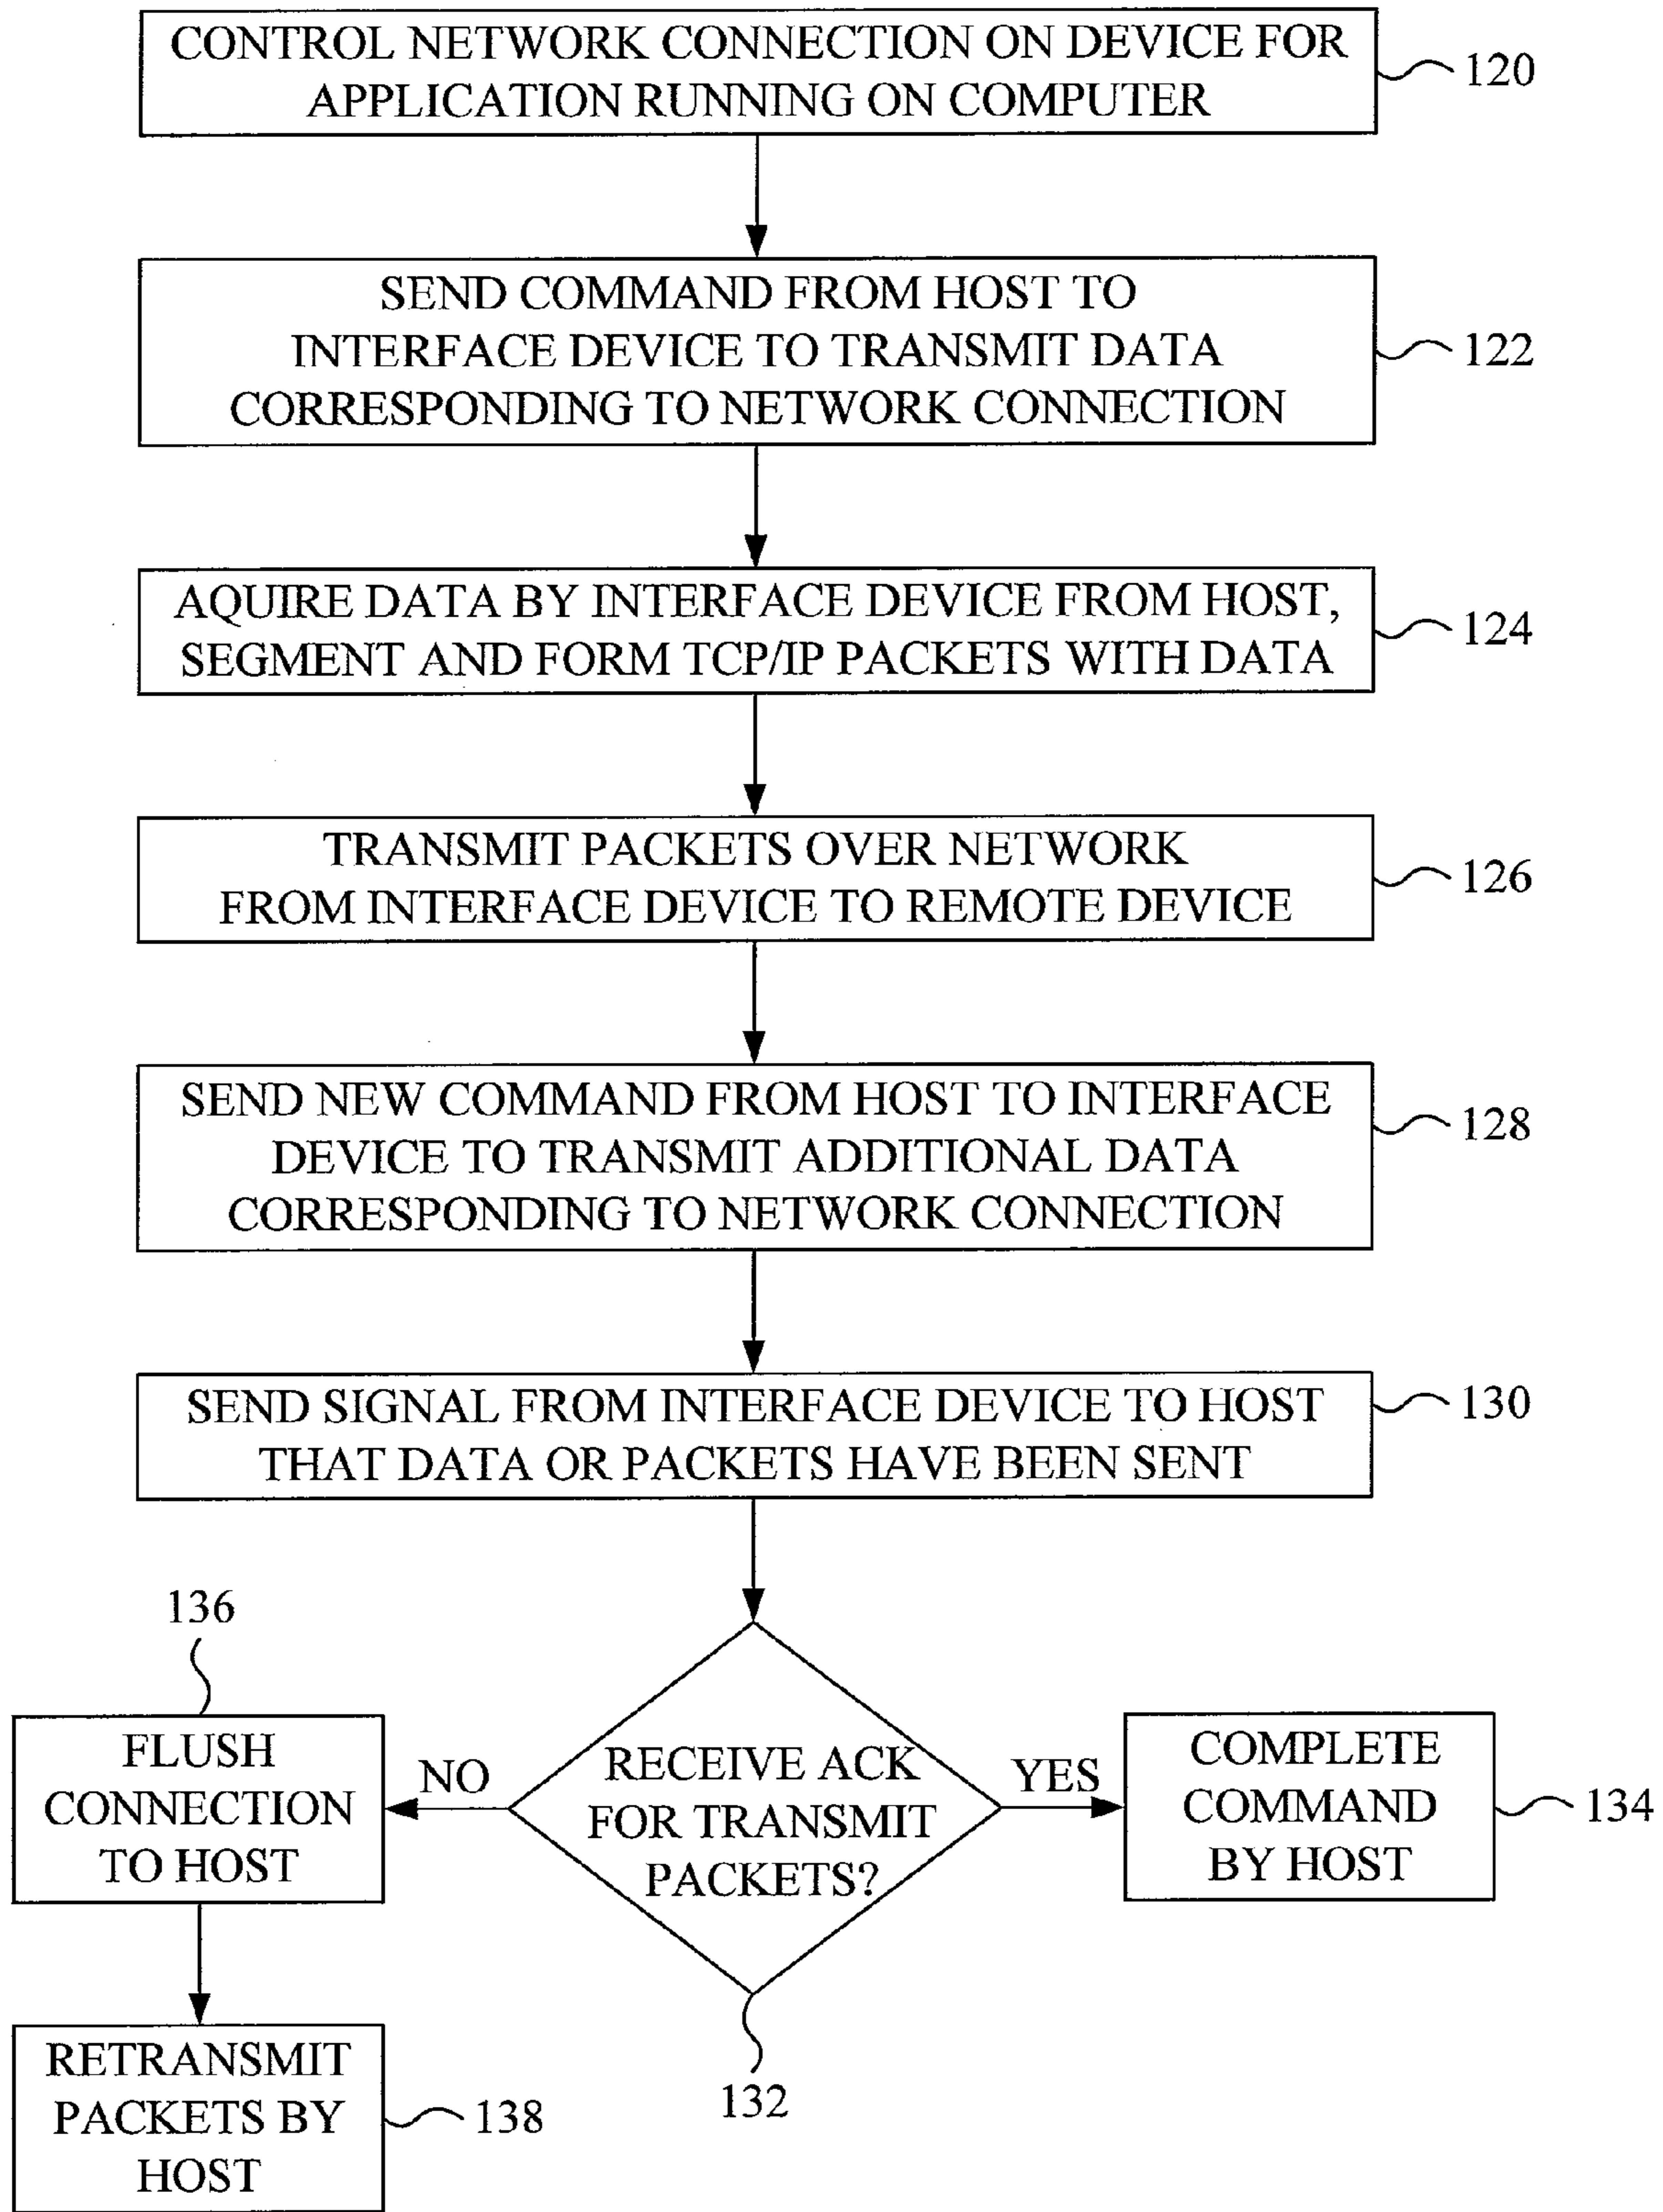 CONTROL NETWORK CONNECTION ON DEVICE FOR
APPLICATION RUNNING ON COMPUTER
120
SEND COMMAND FROM HOST TO
INTERFACE DEVICE TO TRANSMIT DATA
CORRESPONDING TO NETWORK CONNECTION
122
AQUIRE DATA BY INTERFACE DEVICE FROM HOST,
SEGMENT AND FORM TCP/IP PACKETS WITH DATA
124
TRANSMIT PACKETS OVER NETWORK
FROM INTERFACE DEVICE TO REMOTE DEVICE
126
SEND NEW COMMAND FROM HOST TO INTERFACE
DEVICE TO TRANSMIT ADDITIONAL DATA
CORRESPONDING TO NETWORK CONNECTION
128
SEND SIGNAL FROM INTERFACE DEVICE TO HOST
THAT DATA OR PACKETS HAVE BEEN SENT
130
136
FLUSH
CONNECTION
TO HOST
NO
RECEIVE ACK
FOR TRANSMIT
PACKETS?
132
YES
COMPLETE
COMMAND
BY HOST
134
RETRANSMIT
PACKETS BY
HOST
138